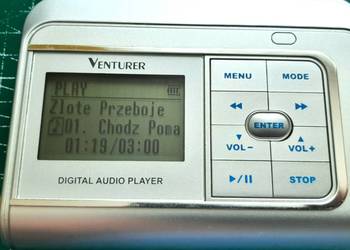 VENTURER
PLAY
Zlote Przeboje
01. Chodz Pona
01:19/03:00
DIGITAL AUDIO PLAYER
MENU
MODE
ENTER
VOL−
VOL+
STOP